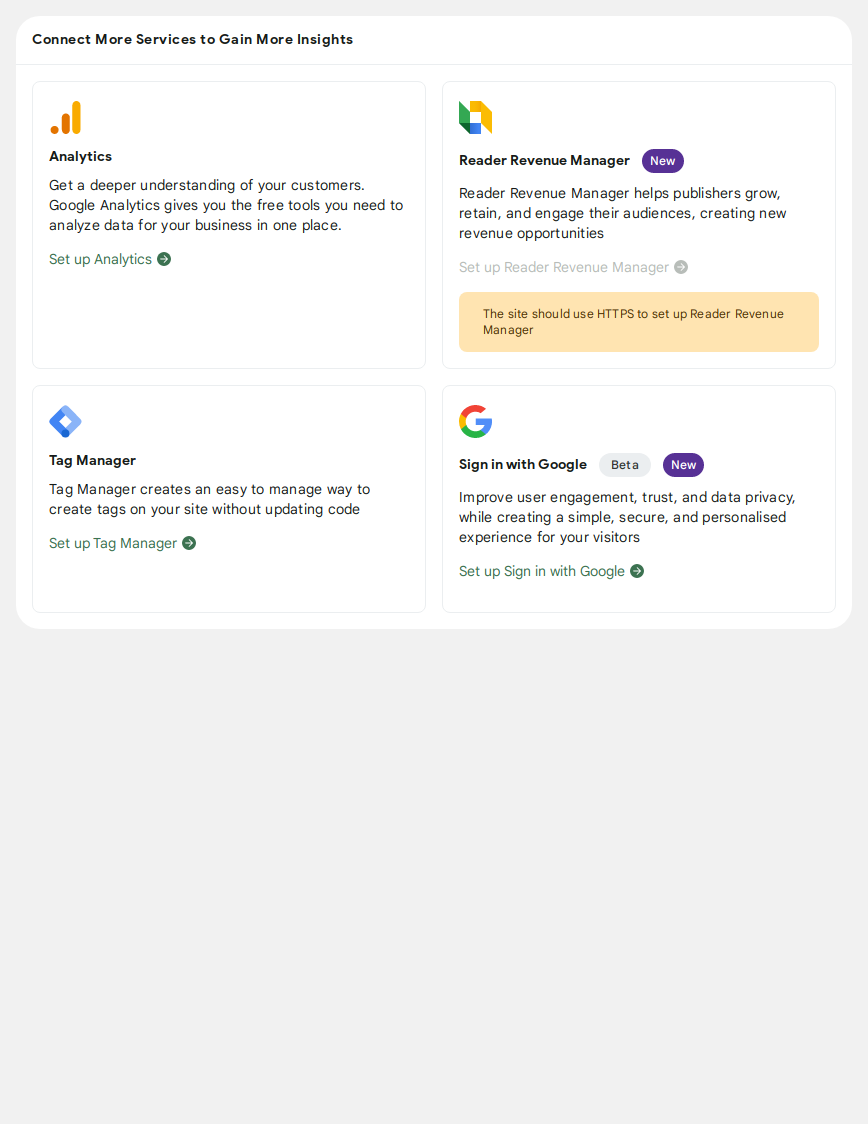 Connect More Services to Gain More Insights
Analytics
Get a deeper understanding of your customers.
Google Analytics gives you the free tools you need to
analyze data for your business in one place.
Set up Analytics
Reader Revenue Manager New
Reader Revenue Manager helps publishers grow,
retain, and engage their audiences, creating new
revenue opportunities
Set up Reader Revenue Manager
The site should use HTTPS to set up Reader Revenue
Manager
Tag Manager
Tag Manager creates an easy to manage way to
create tags on your site without updating code
Set up Tag Manager
Sign in with Google Beta New
Improve user engagement, trust, and data privacy,
while creating a simple, secure, and personalised
experience for your visitors
Set up Sign in with Google